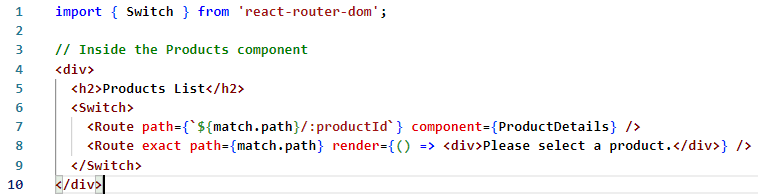 1 import { Switch } from 'react-router-dom';
2
3 // Inside the Products component
4 <div>
5 <h2>Products List</h2>
6 <Switch>
7 <Route path={`${match.path}/:productId`} component={ProductDetails} />
8 <Route exact path={match.path} render={() => <div>Please select a product.</div>} />
9 </Switch>
10 </div>